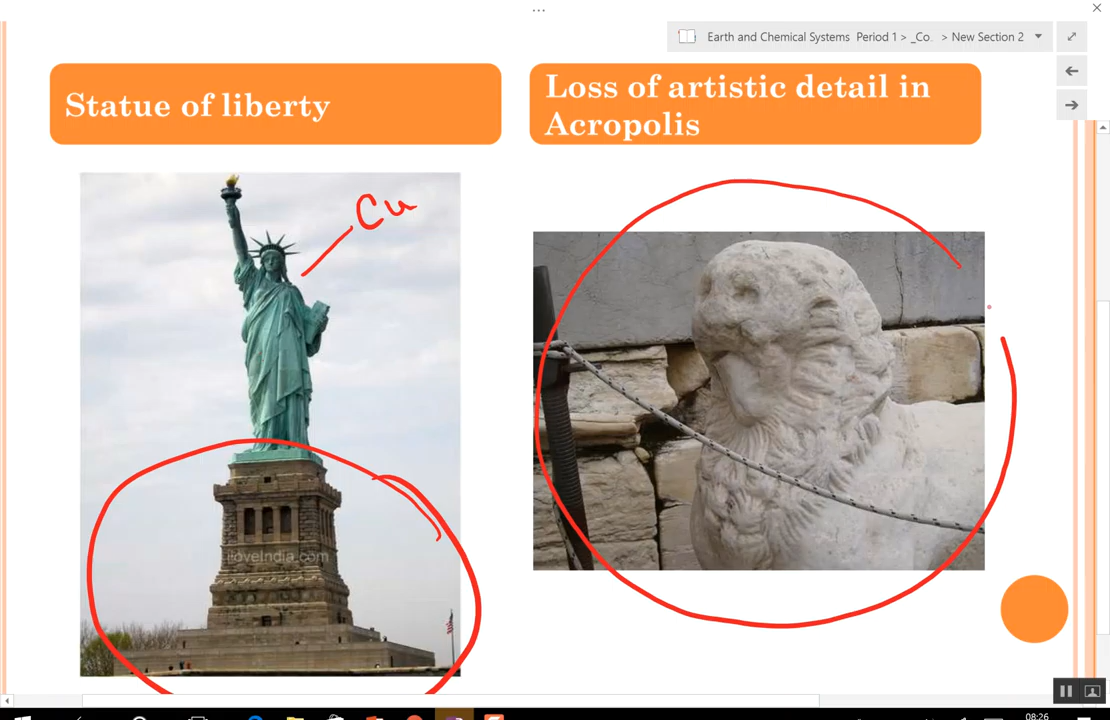 ...
Earth and Chemical Systems Period 1 > _Co. > New Section 2
Statue of liberty
Loss of artistic detail in
Acropolis
Cu
iloveIndia.com
08:26